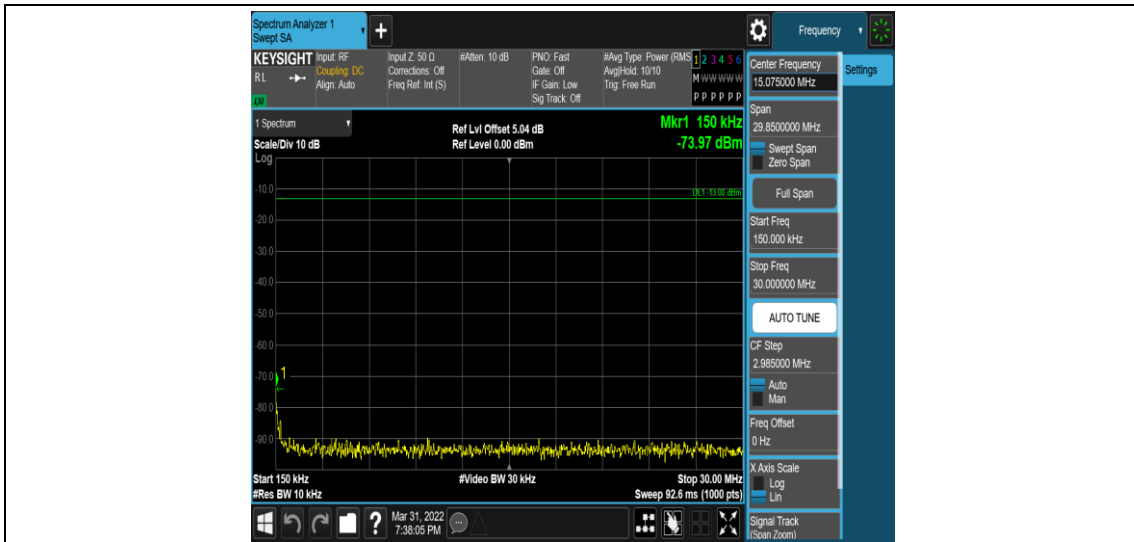 Spectrum Analyzer 1
Swept SA
+
Frequency
KEYSIGHT
RL
LXI
Input: RF
Coupling: DC
Align: Auto
Input Z: 50 Ω
Corrections: Off
Freq Ref: Int (S)
#Atten: 10 dB
PNO: Fast
Gate: Off
IF Gain: Low
Sig Track: Off
#Avg Type: Power (RMS
Avg|Hold: 10/10
Trig: Free Run
1 2 3 4 5 6
M W W W W W
P P P P P P
1 Spectrum
Scale/Div 10 dB
Log
Ref Lvl Offset 5.04 dB
Ref Level 0.00 dBm
Mkr1 150 kHz
-73.97 dBm
DL1 -13.00 dBm
-10.0
-20.0
-30.0
-40.0
-50.0
-60.0
-70.0
-80.0
-90.0
1
Start 150 kHz
#Res BW 10 kHz
#Video BW 30 kHz
Stop 30.00 MHz
Sweep 92.6 ms (1000 pts)
Center Frequency
15.075000 MHz
Settings
Span
29.8500000 MHz
Swept Span
Zero Span
Full Span
Start Freq
150.000 kHz
Stop Freq
30.000000 MHz
AUTO TUNE
CF Step
2.985000 MHz
Auto
Man
Freq Offset
0 Hz
X Axis Scale
Log
Lin
Signal Track
(Span Zoom)
?
Mar 31, 2022
7:38:05 PM